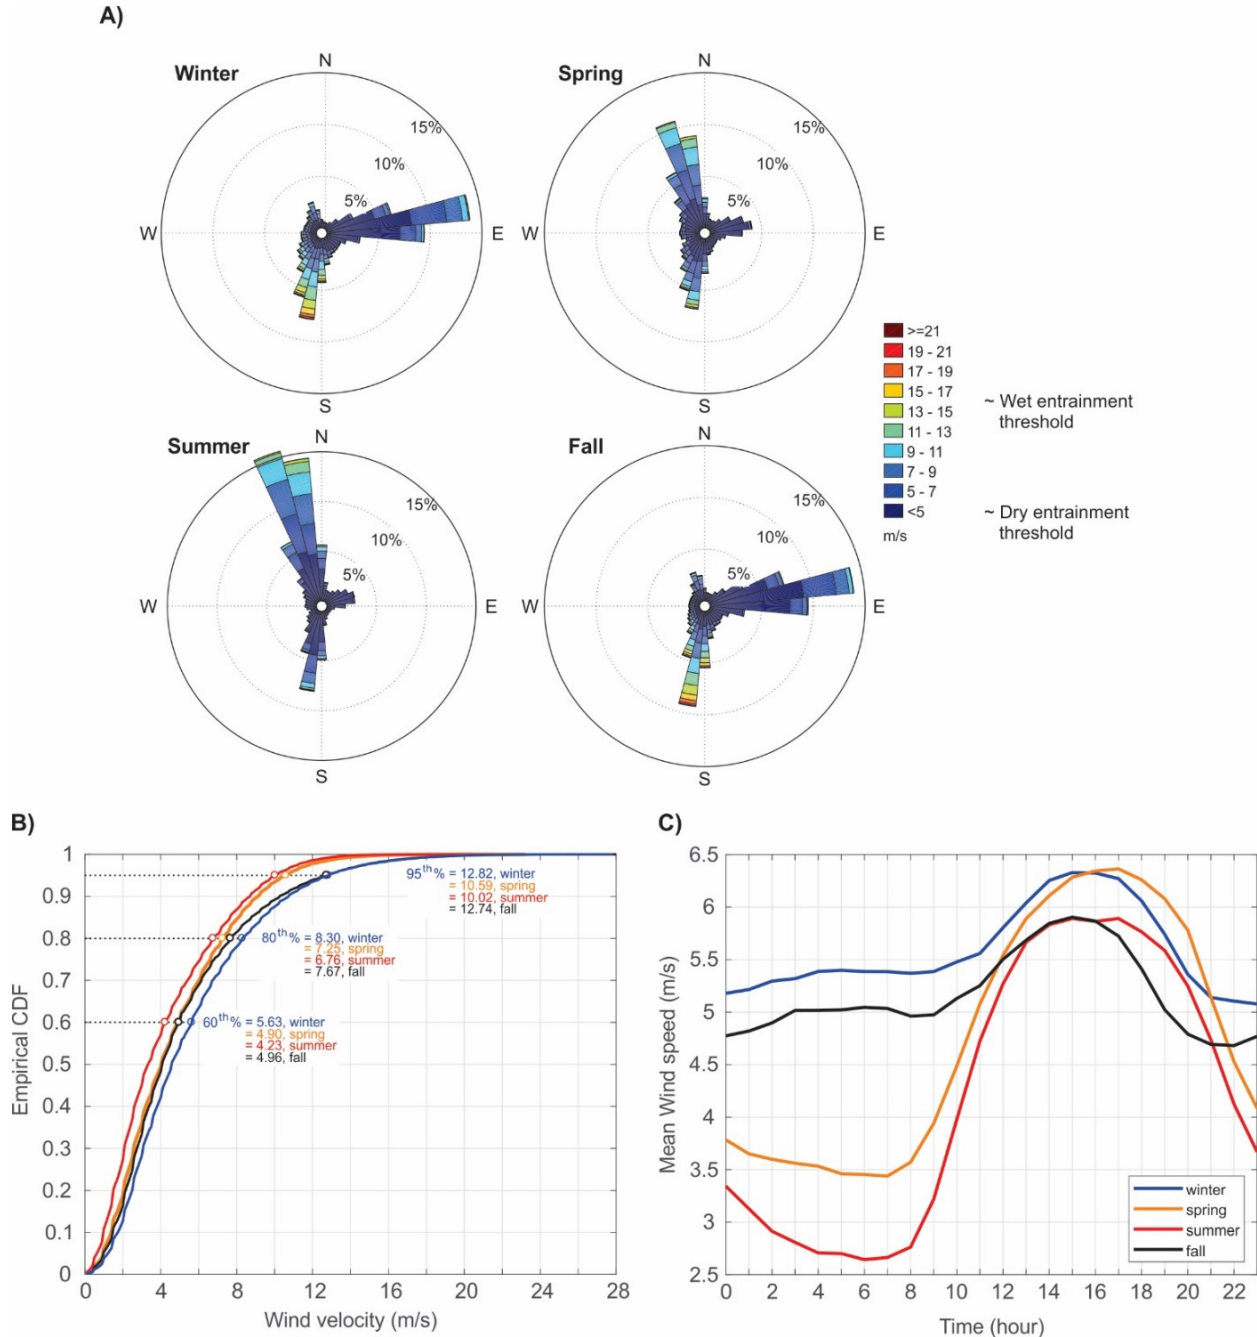 A)
Winter
N
15%
10%
5%
W
E
S
Spring
N
15%
10%
5%
W
E
S
>=21
19 - 21
17 - 19
15 - 17
13 - 15
11 - 13
9 - 11
7 - 9
5 - 7
<5
m/s
~ Wet entrainment
threshold
~ Dry entrainment
threshold
Summer
N
15%
10%
5%
W
E
S
Fall
N
15%
10%
5%
W
E
S
B)
Empirical CDF
1
0.9
0.8
0.7
0.6
0.5
0.4
0.3
0.2
0.1
0
95th% = 12.82, winter
= 10.59, spring
= 10.02, summer
= 12.74, fall
80th% = 8.30, winter
= 7.25, spring
= 6.76, summer
= 7.67, fall
60th% = 5.63, winter
= 4.90, spring
= 4.23, summer
= 4.96, fall
0 4 8 12 16 20 24 28
Wind velocity (m/s)
C)
Mean Wind speed (m/s)
6.5
6
5.5
5
4.5
4
3.5
3
2.5
winter
spring
summer
fall
0 2 4 6 8 10 12 14 16 18 20 22
Time (hour)